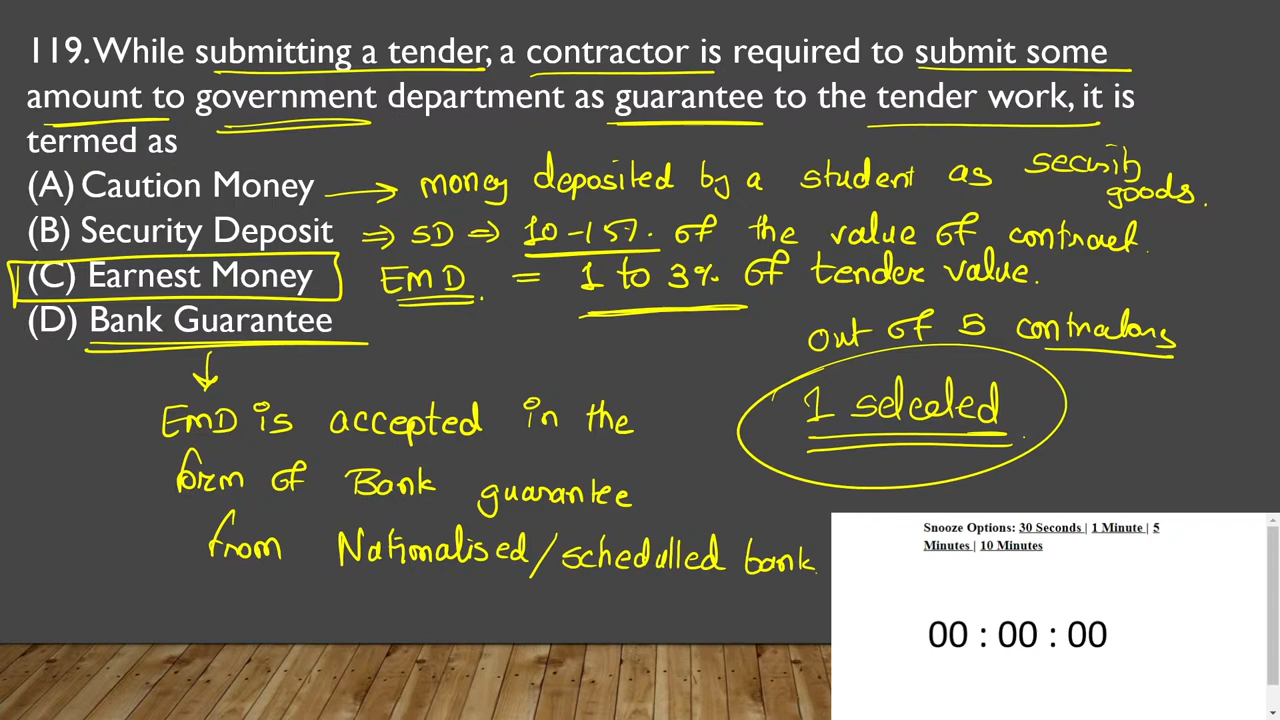 119. While submitting a tender, a contractor is required to submit some
amount to government department as guarantee to the tender work, it is
termed as
(A) Caution Money → money deposited by a student as security
goods.
(B) Security Deposit ⇒ SD ⇒ 10-15%. of the value of contract.
(C) Earnest Money EMD = 1 to 3% of tender value.
(D) Bank Guarantee
out of 5 contractors
1 selected
EMD is accepted in the
form of Bank guarantee
from Nationalised/schedulled bank.
Snooze Options: 30 Seconds | 1 Minute | 5
Minutes | 10 Minutes
00 : 00 : 00